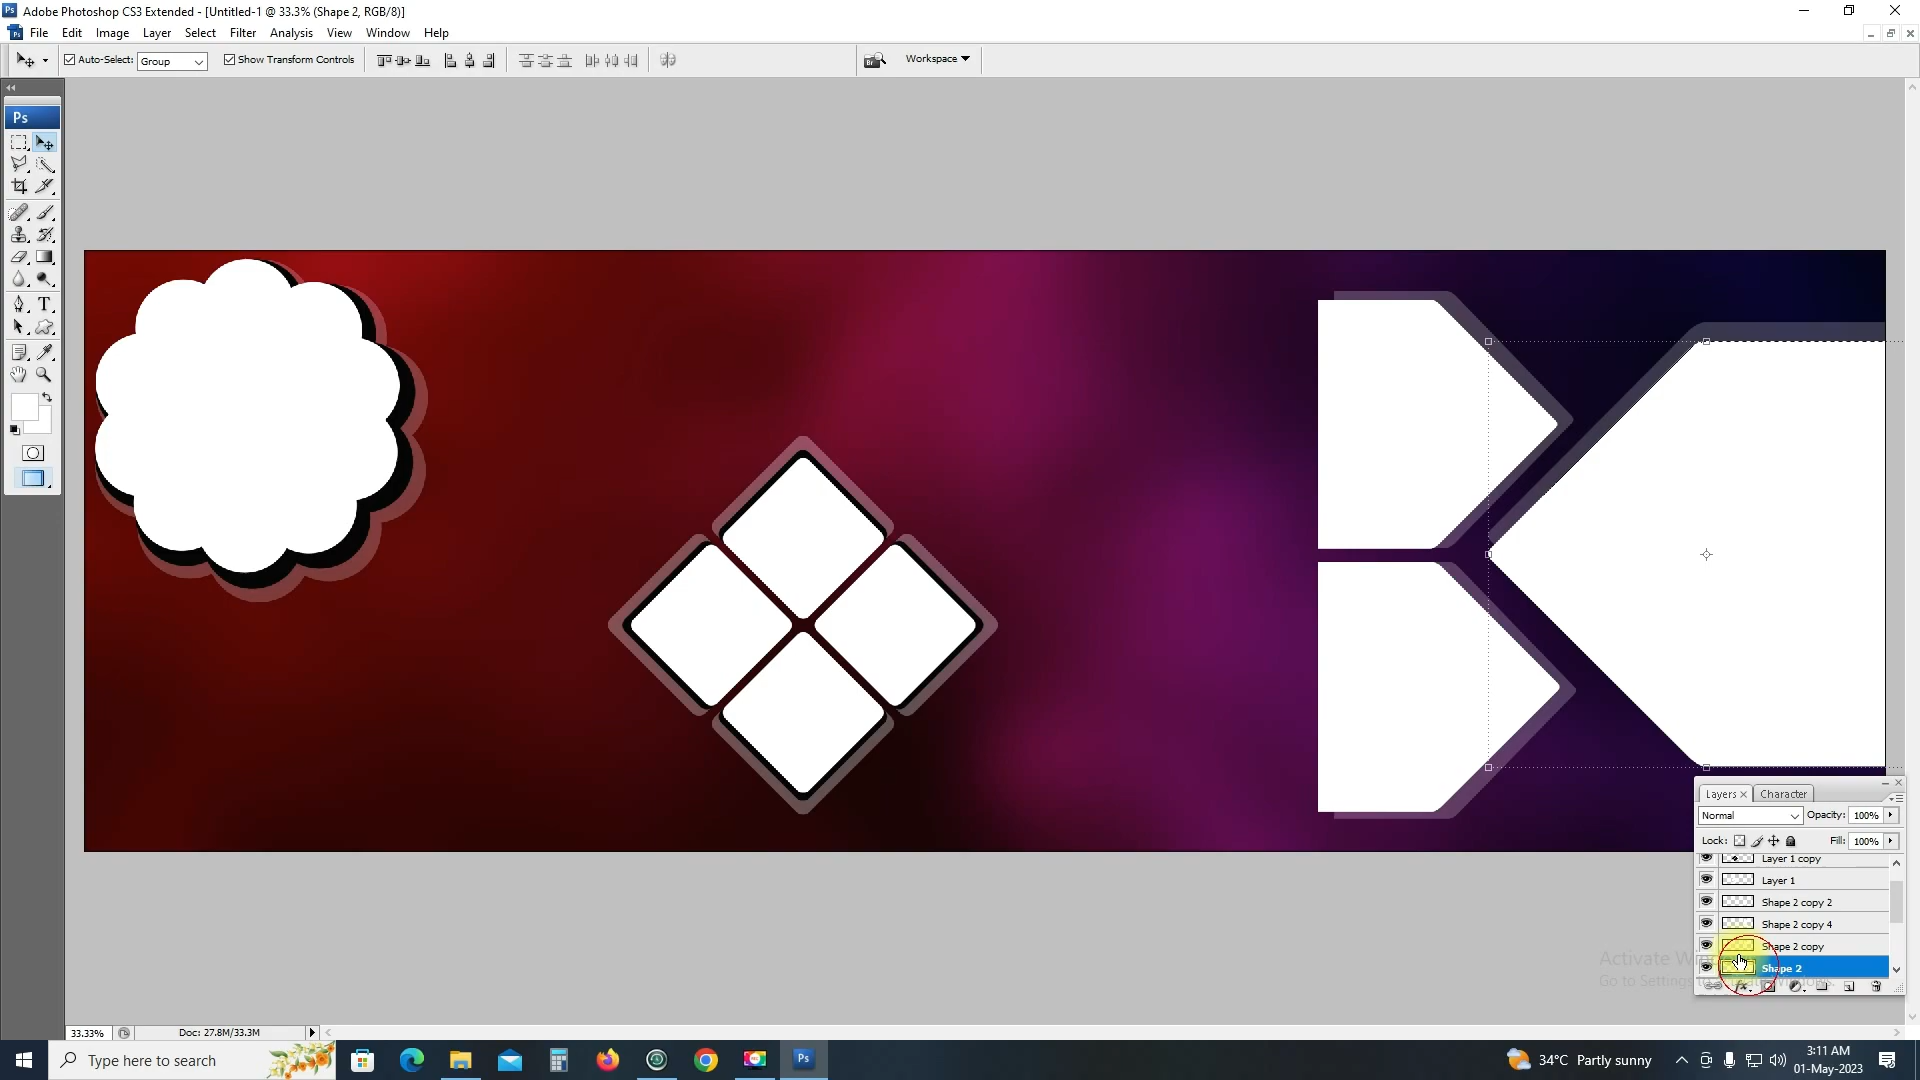 Adobe Photoshop CS3 Extended - [Untitled-1 @ 33.3% (Shape 2, RGB/8)]
File Edit Image Layer Select Filter Analysis View Window Help
Auto-Select: Group Show Transform Controls Workspace
Ps
Layers Character
Normal Opacity: 100%
Lock: Fill: 100%
Layer 1 copy
Layer 1
Shape 2 copy 2
Shape 2 copy 4
Shape 2 copy
Shape 2
33.33% Doc: 27.8M/33.3M
Type here to search
34°C Partly sunny
3:11 AM
01-May-2023